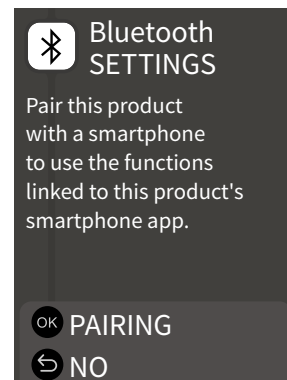 Bluetooth
SETTINGS
Pair this product
with a smartphone
to use the functions
linked to this product's
smartphone app.
OK PAIRING
NO